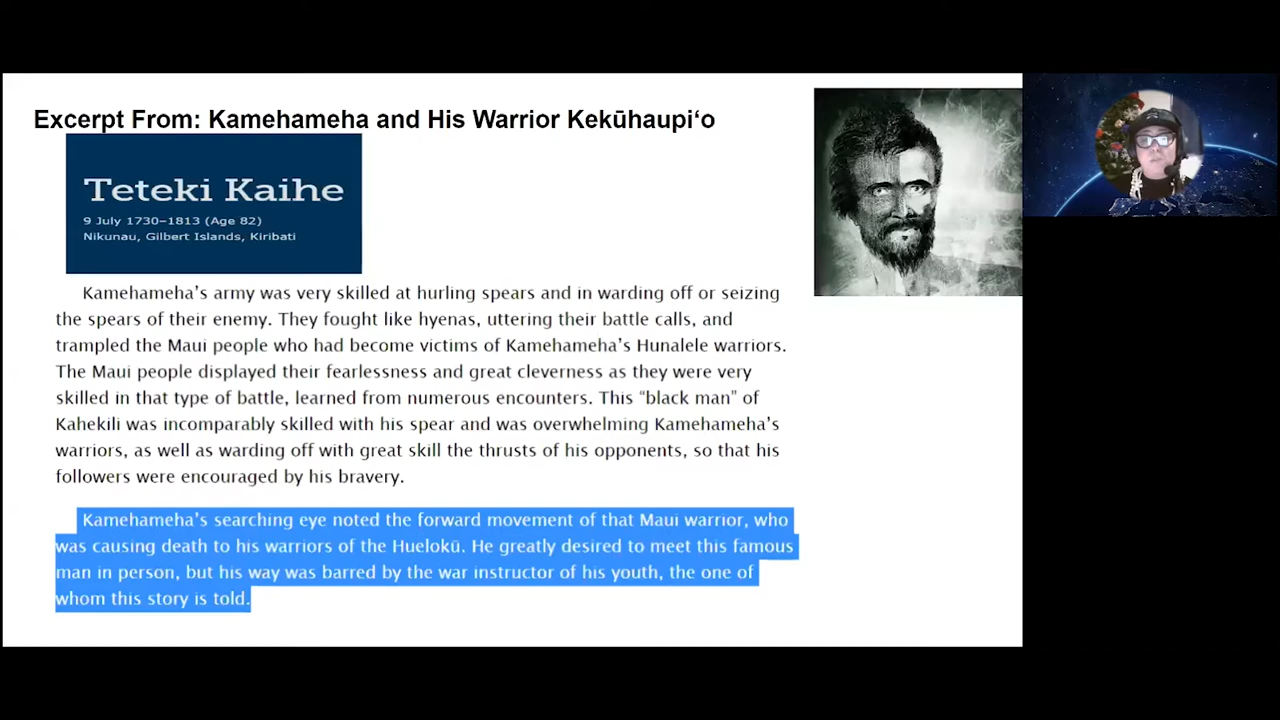 Excerpt From: Kamehameha and His Warrior Kekūhaupiʻo
Teteki Kaihe
9 July 1730–1813 (Age 82)
Nikunau, Gilbert Islands, Kiribati
Kamehameha’s army was very skilled at hurling spears and in warding off or seizing
the spears of their enemy. They fought like hyenas, uttering their battle calls, and
trampled the Maui people who had become victims of Kamehameha’s Hunalele warriors.
The Maui people displayed their fearlessness and great cleverness as they were very
skilled in that type of battle, learned from numerous encounters. This “black man” of
Kahekili was incomparably skilled with his spear and was overwhelming Kamehameha’s
warriors, as well as warding off with great skill the thrusts of his opponents, so that his
followers were encouraged by his bravery.
Kamehameha’s searching eye noted the forward movement of that Maui warrior, who
was causing death to his warriors of the Huelokū. He greatly desired to meet this famous
man in person, but his way was barred by the war instructor of his youth, the one of
whom this story is told.